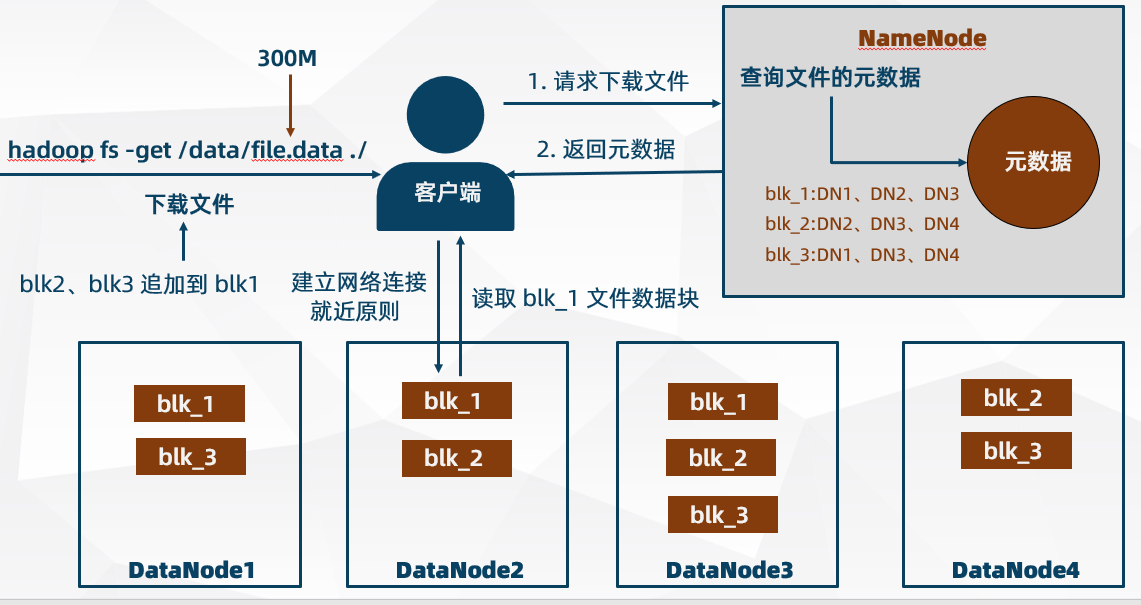 300M
hadoop fs -get /data/file.data ./
下载文件
blk2、blk3 追加到 blk1
客户端
1. 请求下载文件
2. 返回元数据
NameNode
查询文件的元数据
元数据
blk_1:DN1、DN2、DN3
blk_2:DN2、DN3、DN4
blk_3:DN1、DN3、DN4
建立网络连接
就近原则
读取 blk_1 文件数据块
blk_1
blk_3
DataNode1
blk_1
blk_2
DataNode2
blk_1
blk_2
blk_3
DataNode3
blk_2
blk_3
DataNode4